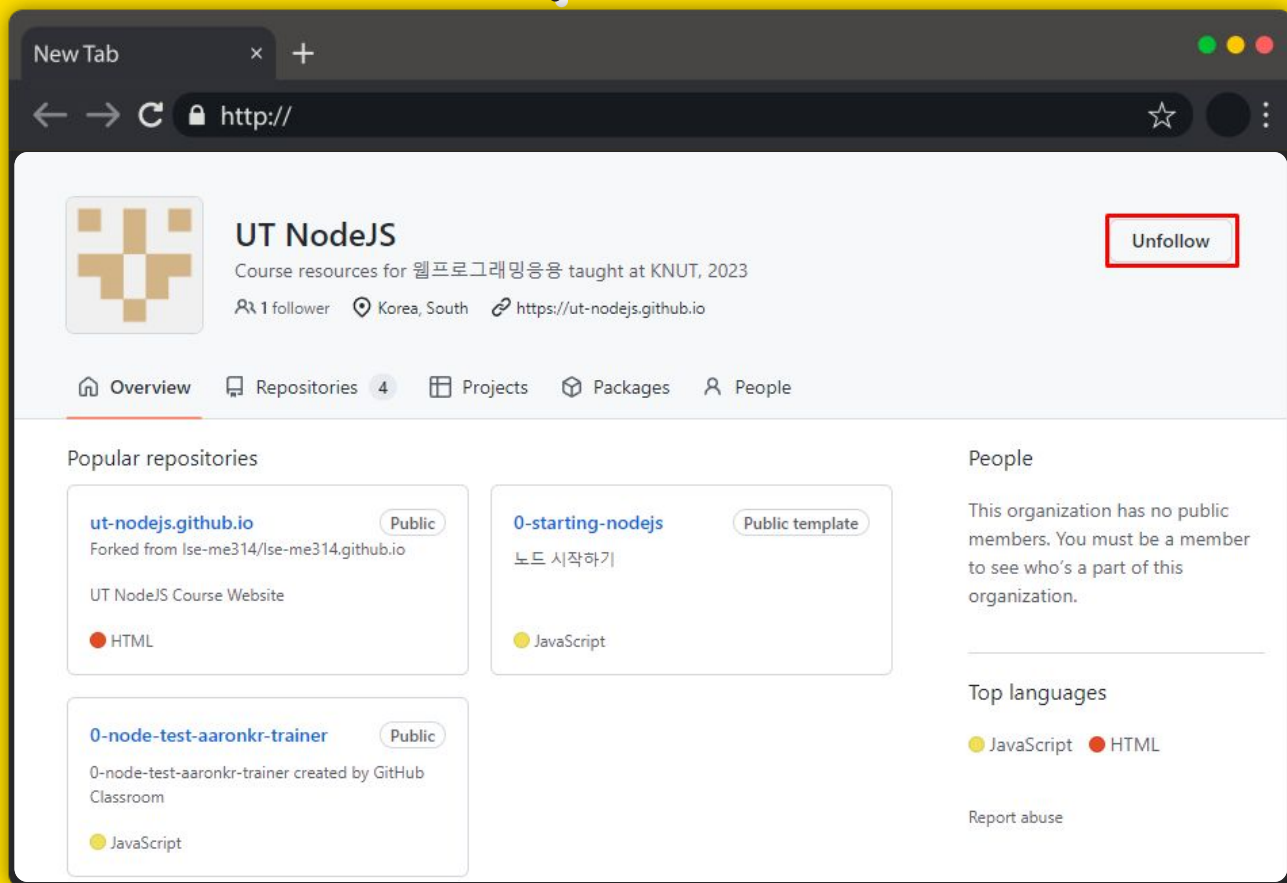 New Tab
http://
UT NodeJS
Unfollow
Course resources for 웹프로그래밍응용 taught at KNUT, 2023
1 follower Korea, South https://ut-nodejs.github.io
Overview Repositories 4 Projects Packages People
Popular repositories
ut-nodejs.github.io Public
Forked from lse-me314/lse-me314.github.io
UT NodeJS Course Website
HTML
0-starting-nodejs Public template
노드 시작하기
JavaScript
0-node-test-aaronkr-trainer Public
0-node-test-aaronkr-trainer created by GitHub
Classroom
JavaScript
People
This organization has no public
members. You must be a member
to see who's a part of this
organization.
Top languages
JavaScript HTML
Report abuse